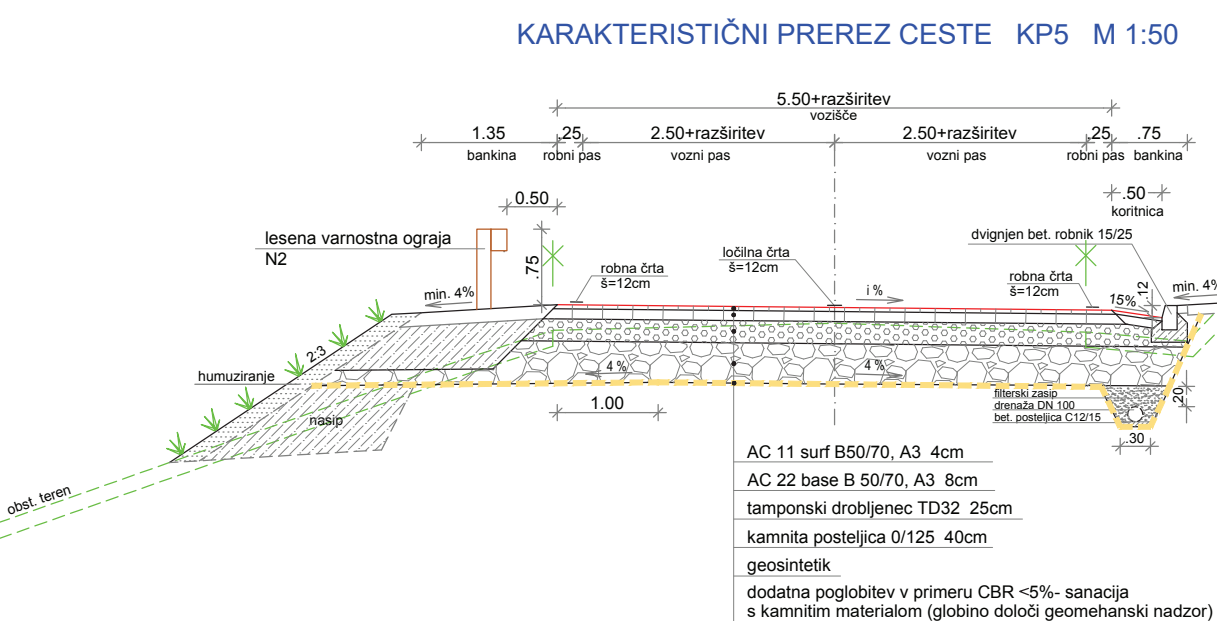 KARAKTERISTIČNI PREREZ CESTE KP5 M 1:50
5.50+razširitev
vozišče
1.35 .25 2.50+razširitev 2.50+razširitev .25 .75
bankina robni pas vozni pas vozni pas robni pas bankina
0.50
.50
koritnica
lesena varnostna ograja
N2
.75
dvignjen bet. robnik 15/25
ločilna črta
š=12cm
robna črta
š=12cm
robna črta
š=12cm
min. 4%
i %
15%
.12
min. 4%
2:3
humuziranje
4 %
4 %
nasip
1.00
filterski zasip
drenaža DN 100
bet. posteljica C12/15
.20
.30
obst. teren
AC 11 surf B50/70, A3 4cm
AC 22 base B 50/70, A3 8cm
tamponski drobljenec TD32 25cm
kamnita posteljica 0/125 40cm
geosintetik
dodatna poglobitev v primeru CBR <5%- sanacija
s kamnitim materialom (globino določi geomehanski nadzor)